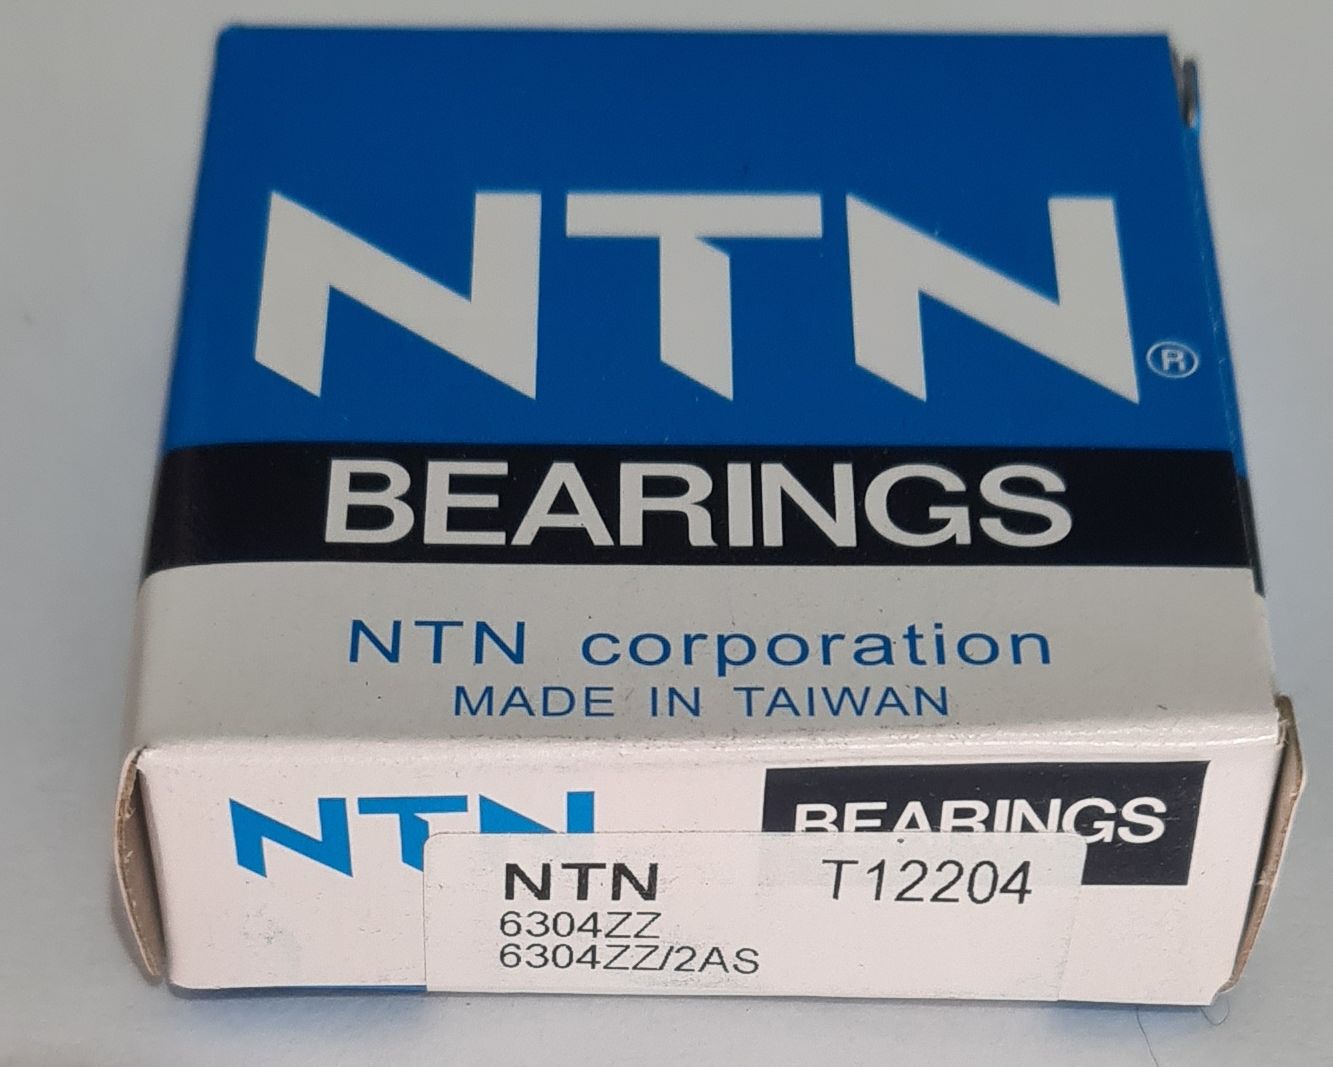 NTN®
BEARINGS
NTN corporation
MADE IN TAIWAN
NTN BEARINGS
NTN T12204
6304ZZ
6304ZZ/2AS